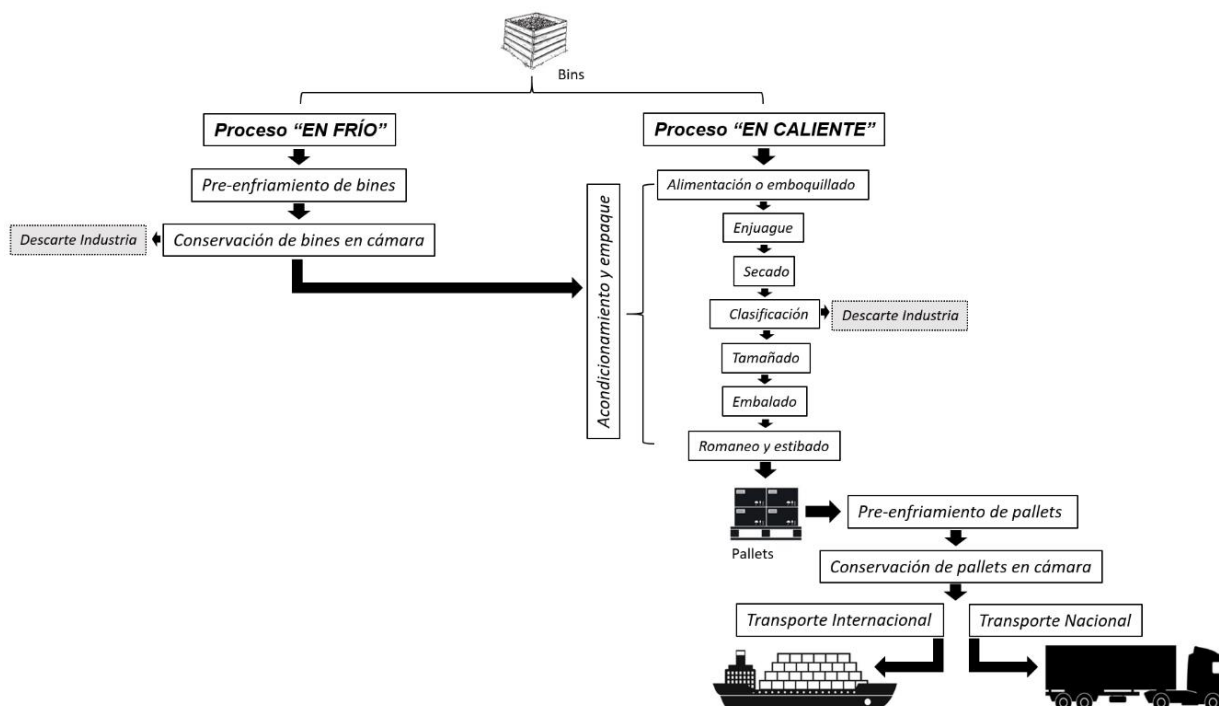 Bins
Proceso “EN FRÍO”
Pre-enfriamiento de bines
Conservación de bines en cámara
Descarte Industria
Proceso “EN CALIENTE”
Acondicionamiento y empaque
Alimentación o emboquillado
Enjuague
Secado
Clasificación
Descarte Industria
Tamañado
Embalado
Romaneo y estibado
Pallets
Pre-enfriamiento de pallets
Conservación de pallets en cámara
Transporte Internacional
Transporte Nacional